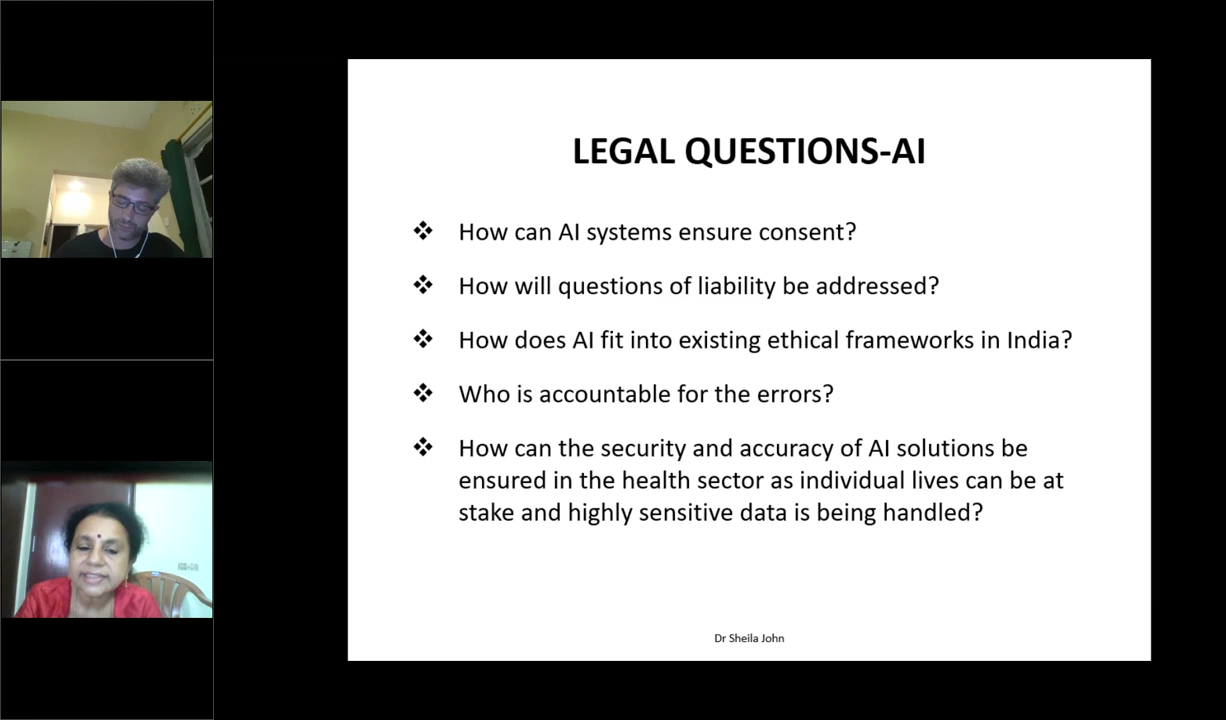 LEGAL QUESTIONS-AI
❖ How can AI systems ensure consent?
❖ How will questions of liability be addressed?
❖ How does AI fit into existing ethical frameworks in India?
❖ Who is accountable for the errors?
❖ How can the security and accuracy of AI solutions be
ensured in the health sector as individual lives can be at
stake and highly sensitive data is being handled?
Dr Sheila John